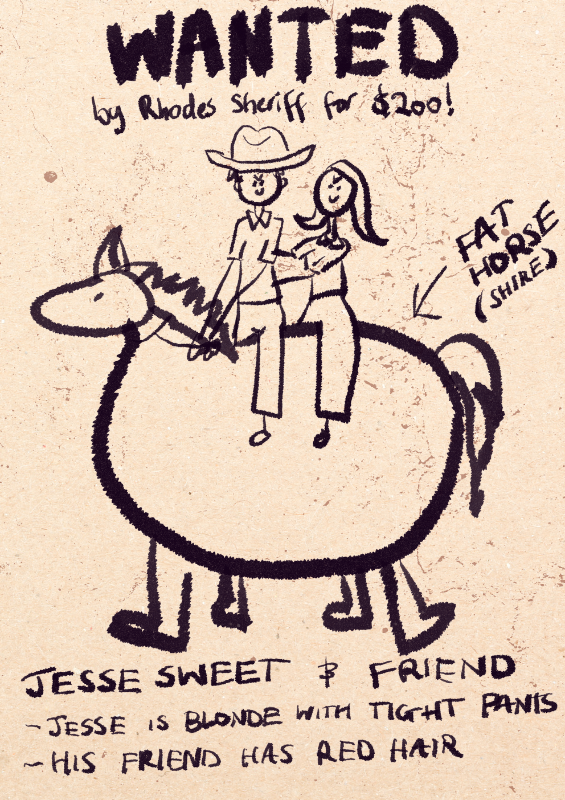 WANTED
by Rhodes Sheriff for $200!
FAT
HORSE
(SHIRE)
JESSE SWEET & FRIEND
-JESSE IS BLONDE WITH TIGHT PANTS
-HIS FRIEND HAS RED HAIR